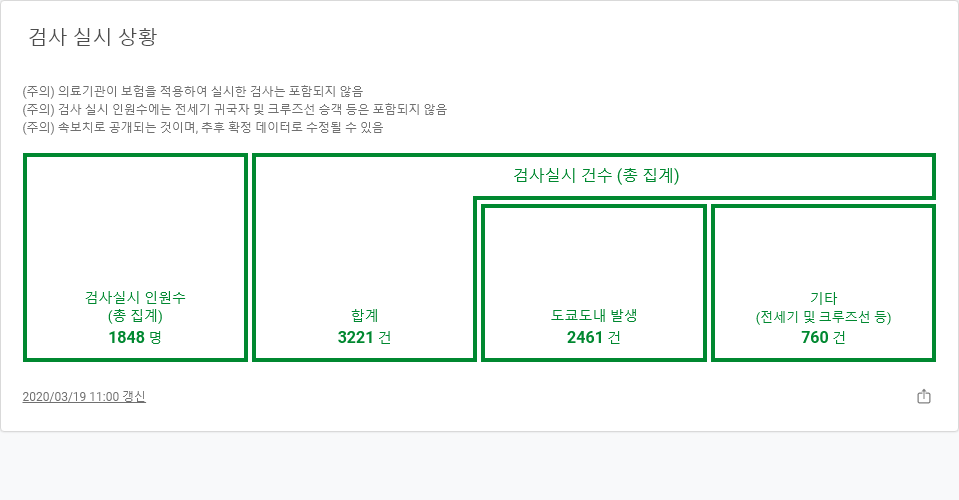 검사 실시 상황
(주의) 의료기관이 보험을 적용하여 실시한 검사는 포함되지 않음
(주의) 검사 실시 인원수에는 전세기 귀국자 및 크루즈선 승객 등은 포함되지 않음
(주의) 속보치로 공개되는 것이며, 추후 확정 데이터로 수정될 수 있음
검사실시 건수 (총 집계)
검사실시 인원수
(총 집계)
1848 명
합계
3221 건
도쿄도내 발생
2461 건
기타
(전세기 및 크루즈선 등)
760 건
2020/03/19 11:00 갱신